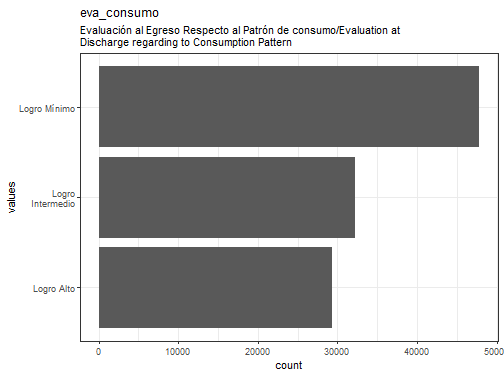 eva_consumo
Evaluación al Egreso Respecto al Patrón de consumo/Evaluation at
Discharge regarding to Consumption Pattern
Logro Mínimo
Logro
Intermedio
Logro Alto
values
0 10000 20000 30000 40000 5000
count